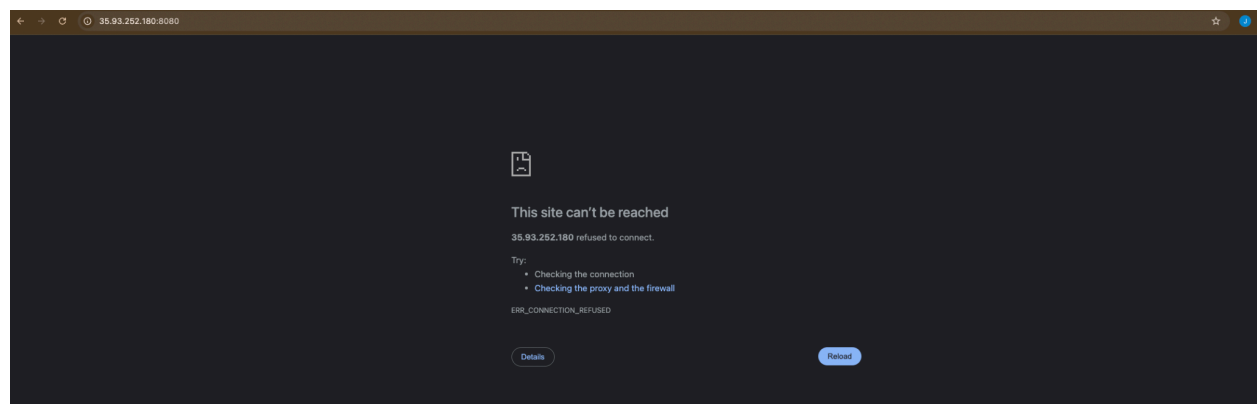 35.93.252.180:8080
J
This site can't be reached
35.93.252.180 refused to connect.
Try:
• Checking the connection
• Checking the proxy and the firewall
ERR_CONNECTION_REFUSED
Details
Reload